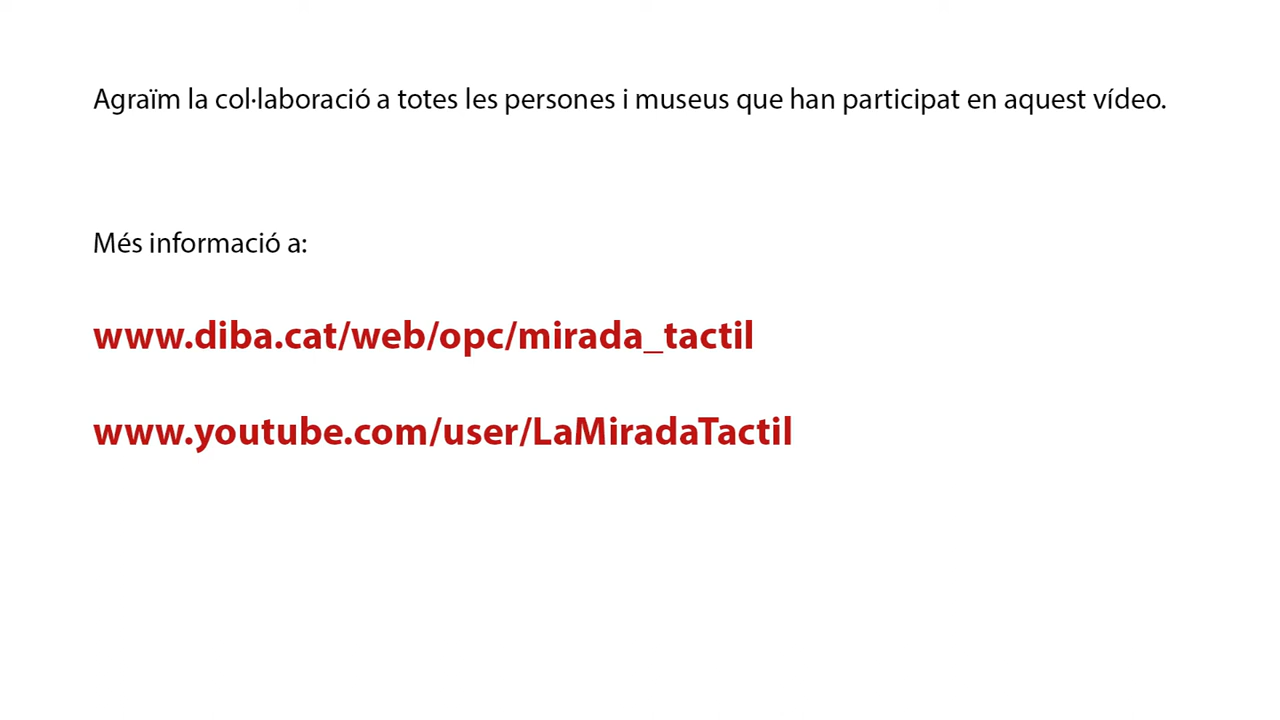 Agraïm la col·laboració a totes les persones i museus que han participat en aquest vídeo.
Més informació a:
www.diba.cat/web/opc/mirada_tactil
www.youtube.com/user/LaMiradaTactil